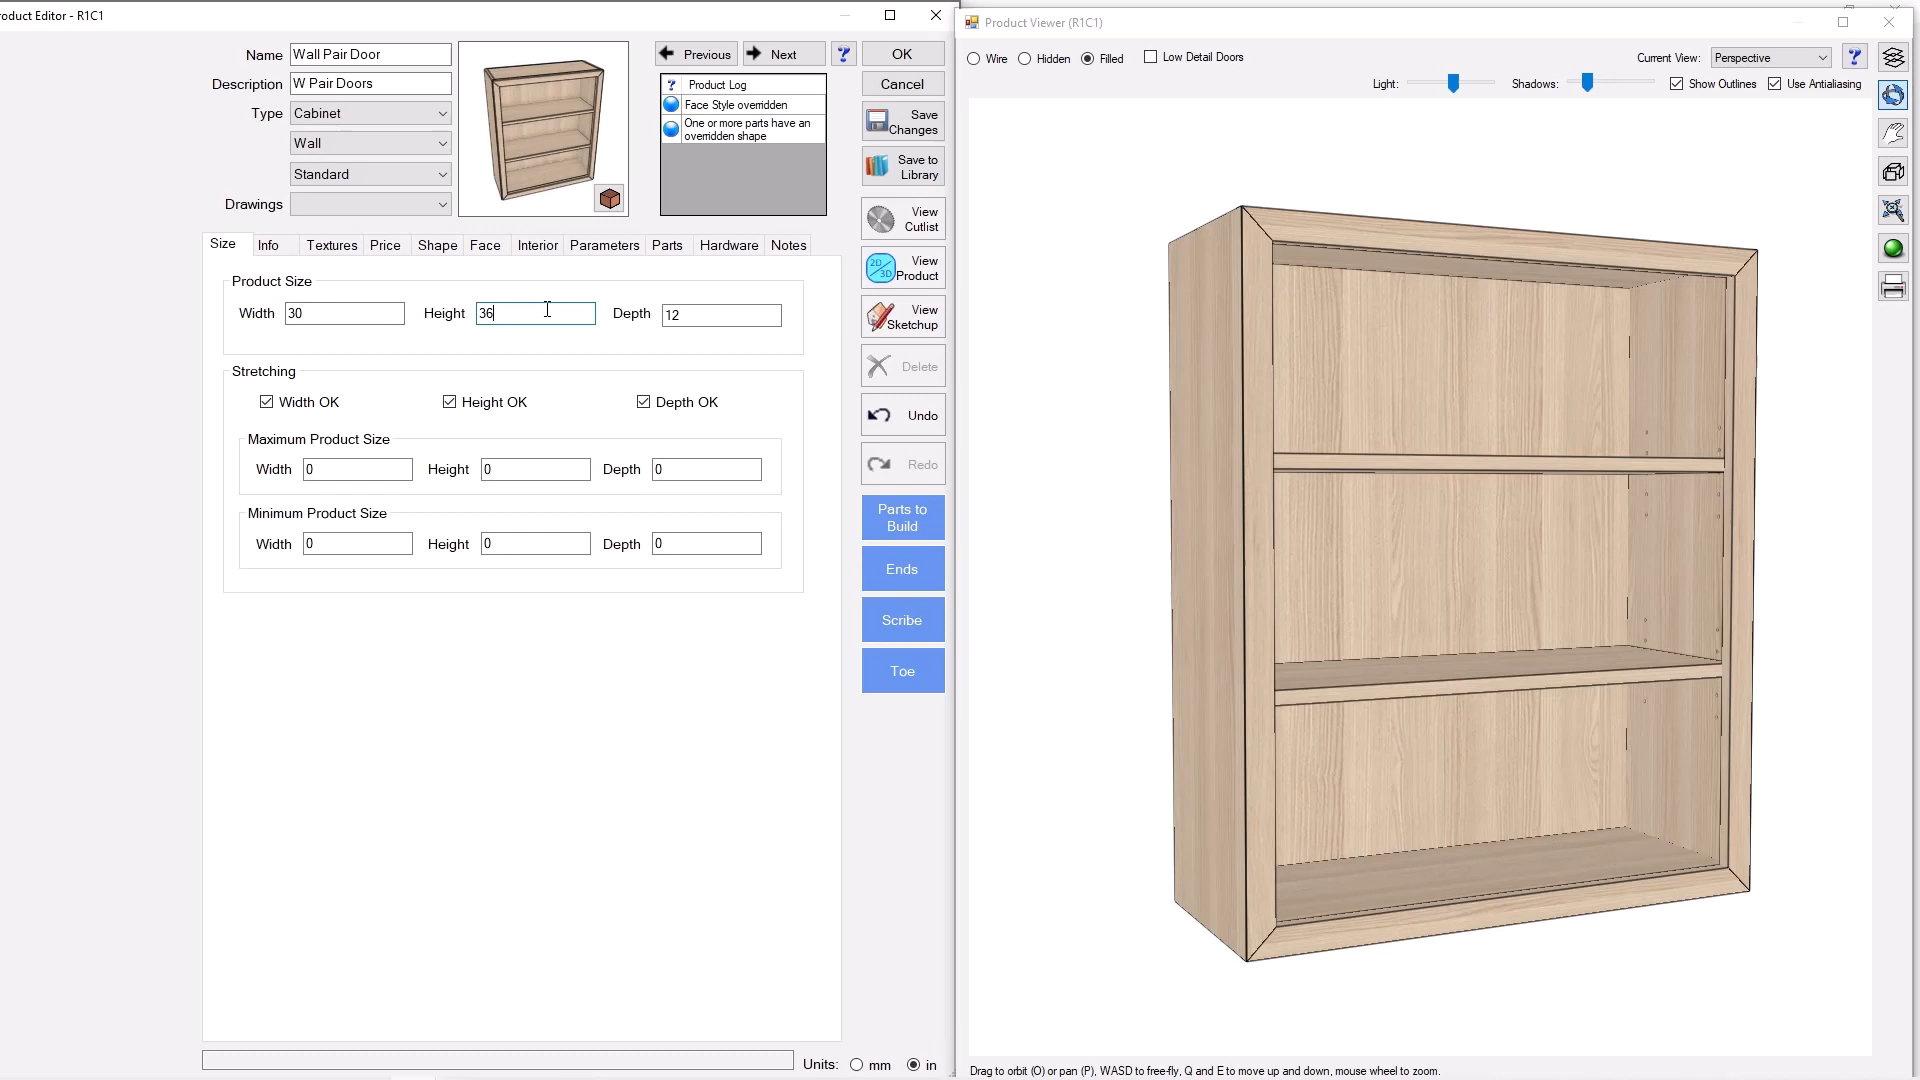 roduct Editor - R1C1
Product Viewer (R1C1)
Name Wall Pair Door
Description W Pair Doors
Type Cabinet
Wall
Standard
Drawings
Previous Next ?
? Product Log
Face Style overridden
One or more parts have an
overridden shape
OK
Cancel
Save
Changes
Save to
Library
View
Cutlist
2D
3D
View
Product
View
Sketchup
Delete
Undo
Redo
Parts to
Build
Ends
Scribe
Toe
Size Info Textures Price Shape Face Interior Parameters Parts Hardware Notes
Product Size
Width 30 Height 36 Depth 12
Stretching
Width OK Height OK Depth OK
Maximum Product Size
Width 0 Height 0 Depth 0
Minimum Product Size
Width 0 Height 0 Depth 0
Units: mm in
Wire Hidden Filled Low Detail Doors
Current View: Perspective ?
Light: Shadows: Show Outlines Use Antialiasing
Drag to orbit (O) or pan (P), WASD to free-fly, Q and E to move up and down, mouse wheel to zoom.